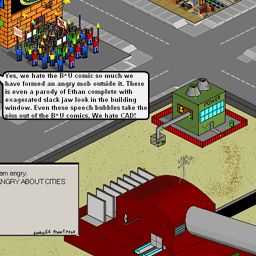 Yes, we hate the B^U comic so much we
have formed an angry mob outside it. There
is even a parody of Ethan complete with
exagerated slack jaw look in the building
window. Even these speech bubbles take the
piss out of the B^U comics. We hate CAD!
am angry.
ANGRY ABOUT CITIES